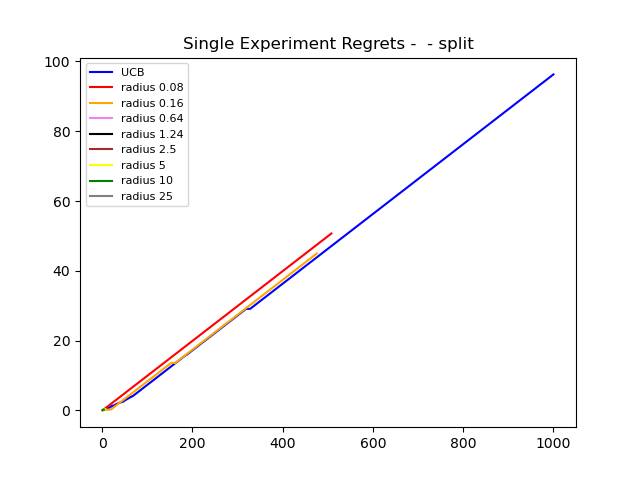 Single Experiment Regrets -  - split
100
80
60
40
20
0
UCB
radius 0.08
radius 0.16
radius 0.64
radius 1.24
radius 2.5
radius 5
radius 10
radius 25
0 200 400 600 800 1000